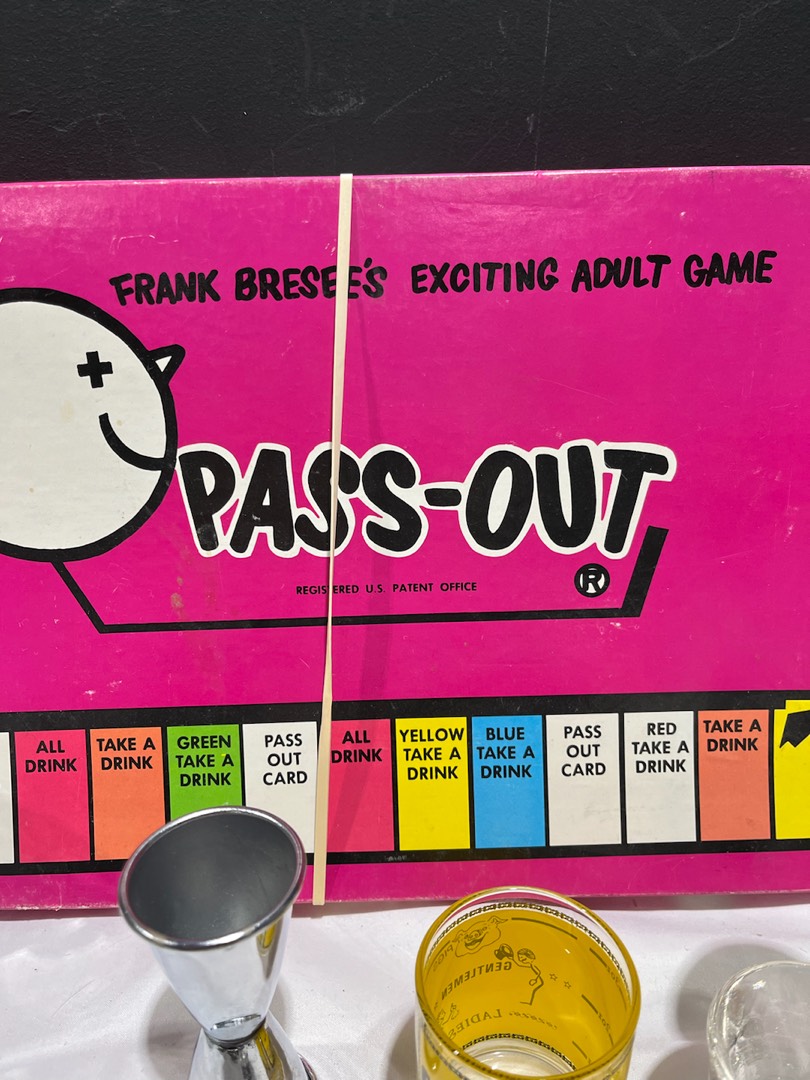 FRANK BRESEE'S EXCITING ADULT GAME
PASS-OUT
®
REGISTERED U.S. PATENT OFFICE
ALL DRINK
TAKE A DRINK
GREEN TAKE A DRINK
PASS OUT CARD
ALL DRINK
YELLOW TAKE A DRINK
BLUE TAKE A DRINK
PASS OUT CARD
RED TAKE A DRINK
TAKE A DRINK
PIGS
GENTLEMEN
LADIES